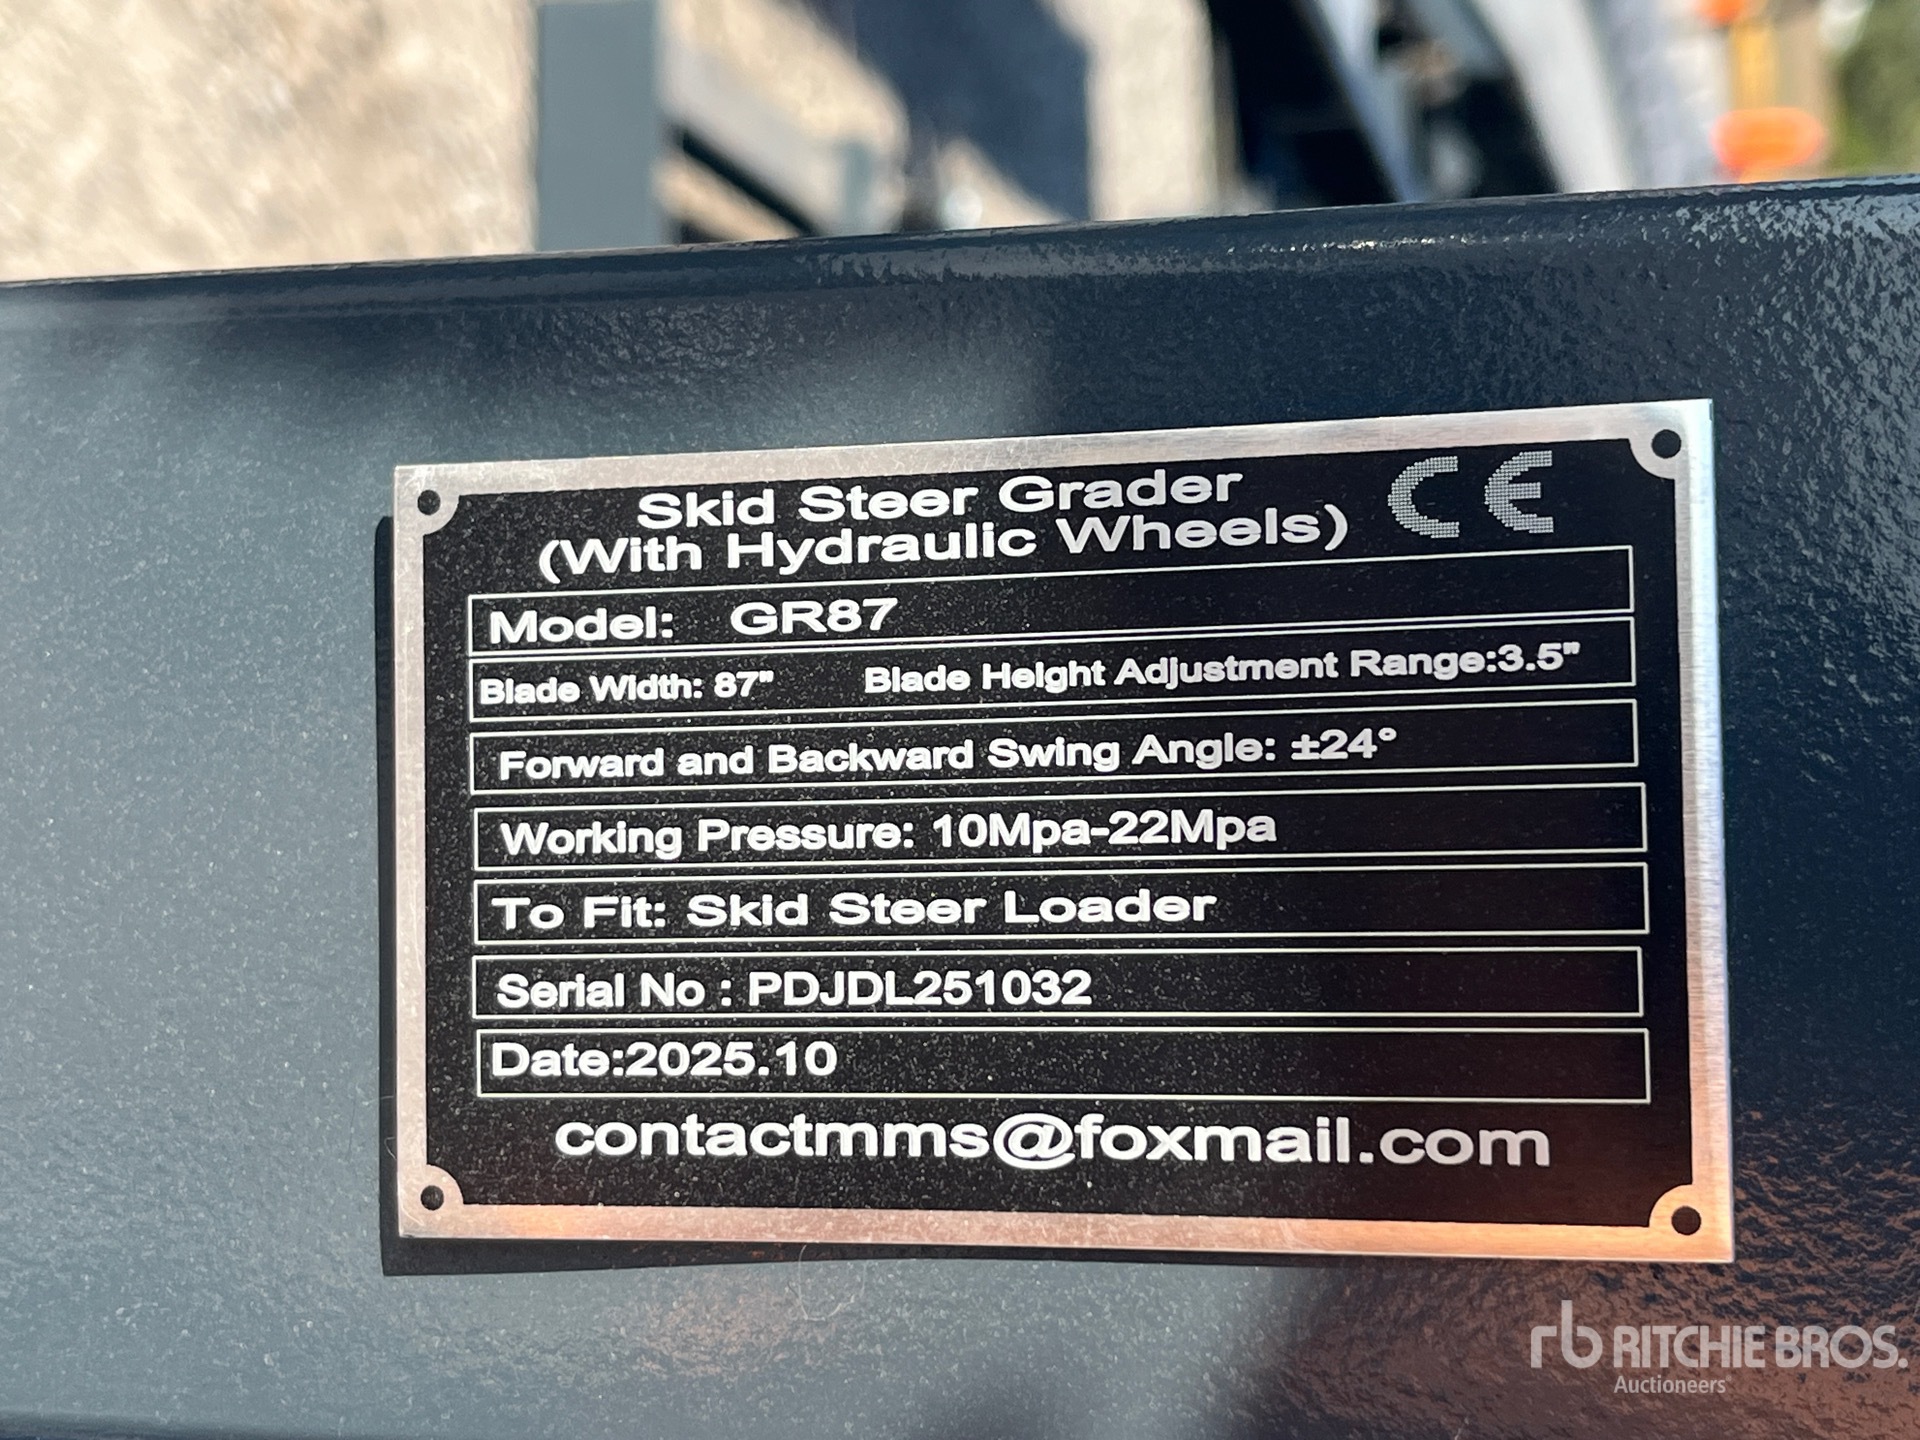 Skid Steer Grader
(With Hydraulic Wheels)
CE
Model: GR87
Blade Width: 87" Blade Height Adjustment Range:3.5"
Forward and Backward Swing Angle: ±24°
Working Pressure: 10Mpa-22Mpa
To Fit: Skid Steer Loader
Serial No : PDJDL251032
Date:2025.10
contactmms@foxmail.com
rb RITCHIE BROS.
Auctioneers